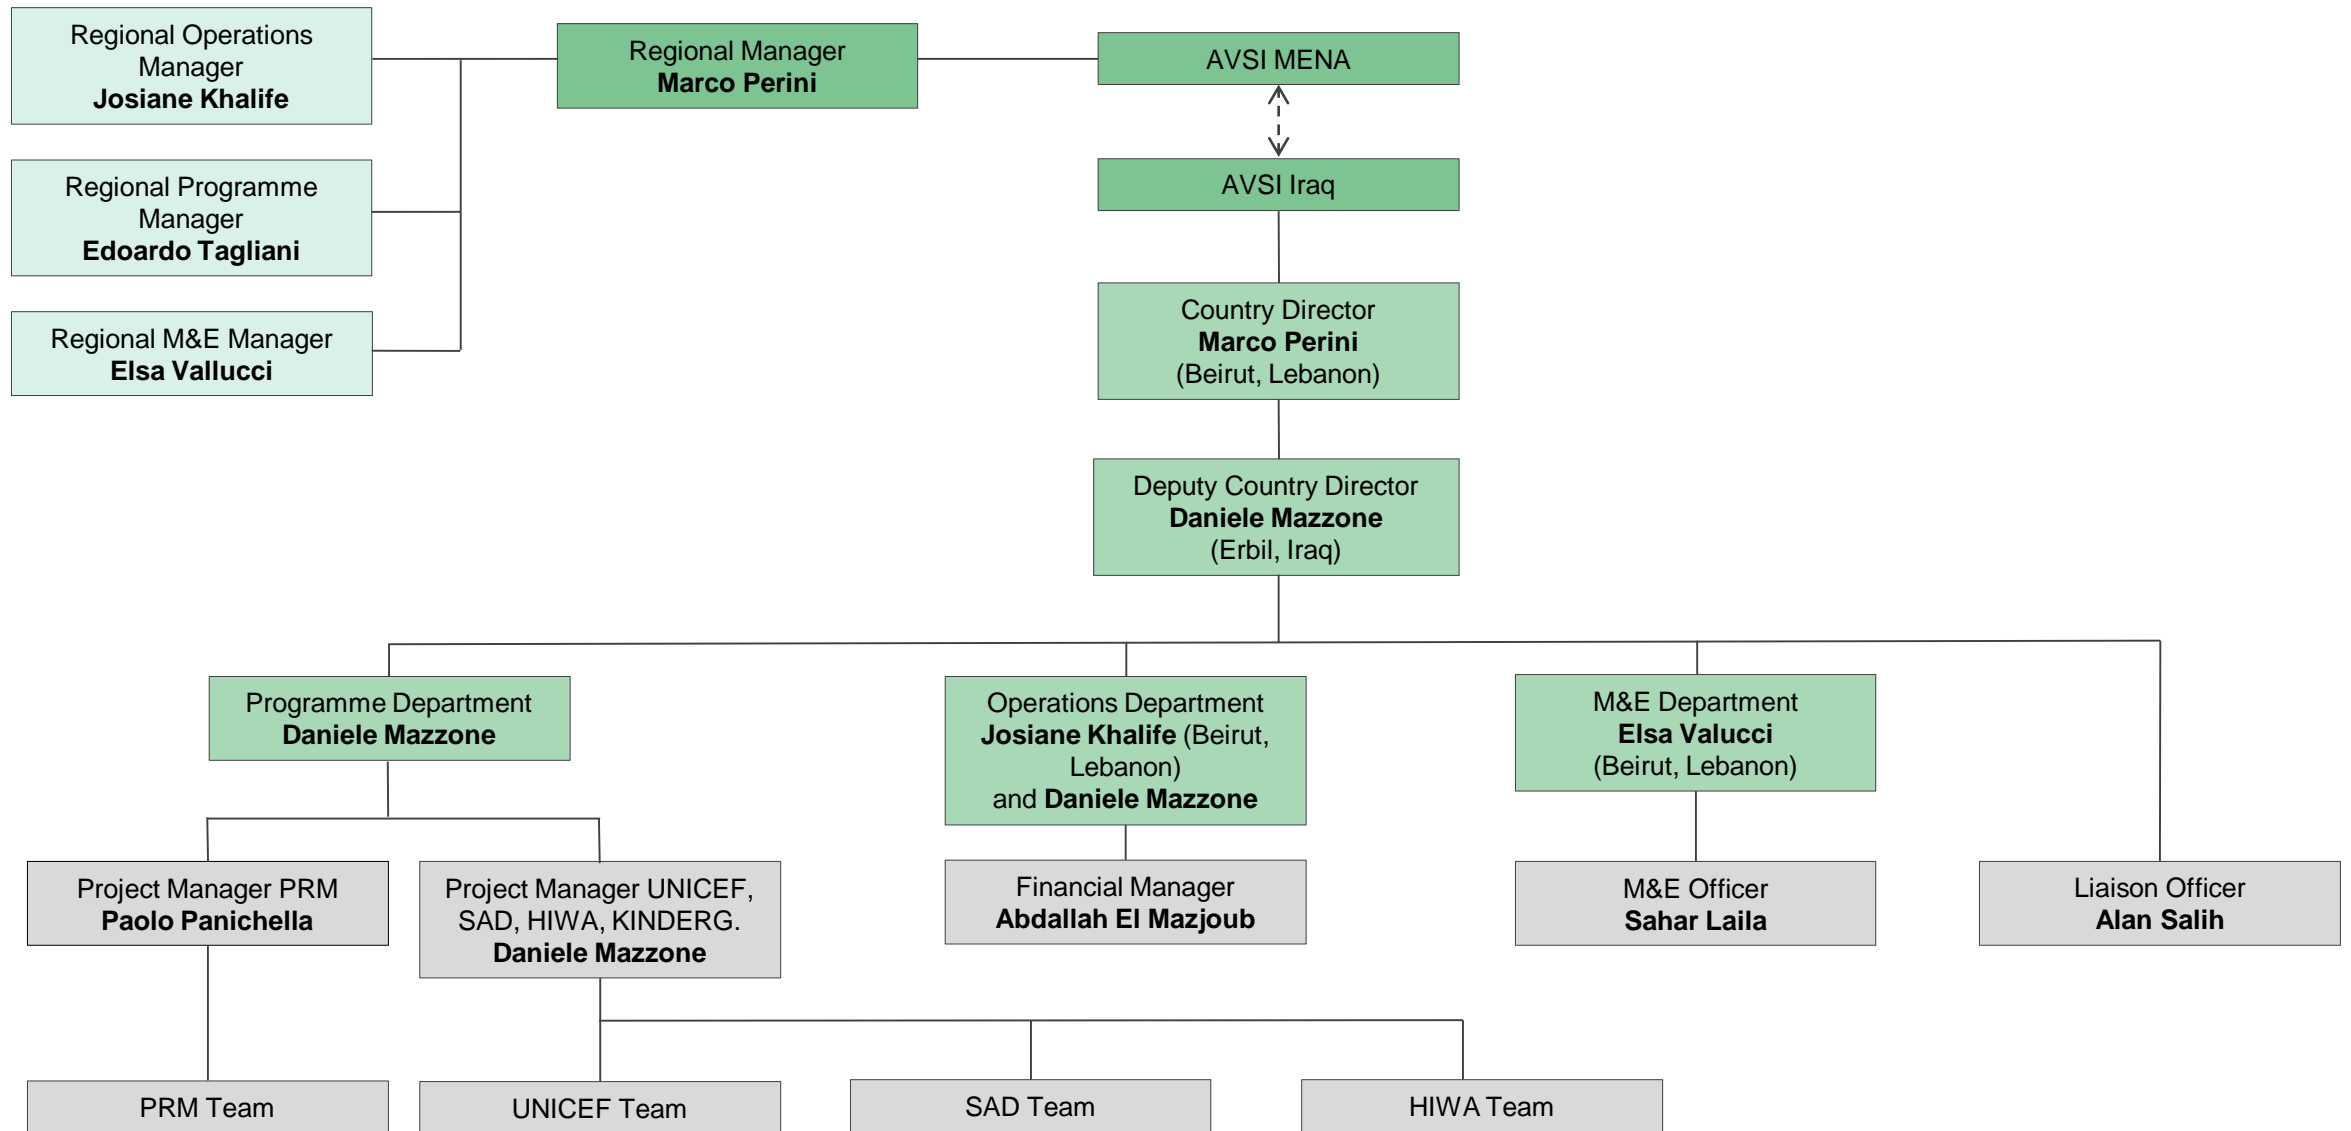 Regional Operations
Manager
Josiane Khalife
Regional Manager
Marco Perini
AVSI MENA
Regional Programme
Manager
Edoardo Tagliani
AVSI Iraq
Regional M&E Manager
Elsa Vallucci
Country Director
Marco Perini
(Beirut, Lebanon)
Deputy Country Director
Daniele Mazzone
(Erbil, Iraq)
Programme Department
Daniele Mazzone
Operations Department
Josiane Khalife (Beirut,
Lebanon)
and Daniele Mazzone
M&E Department
Elsa Valucci
(Beirut, Lebanon)
Project Manager PRM
Paolo Panichella
Project Manager UNICEF,
SAD, HIWA, KINDERG.
Daniele Mazzone
Financial Manager
Abdallah El Mazjoub
M&E Officer
Sahar Laila
Liaison Officer
Alan Salih
PRM Team
UNICEF Team
SAD Team
HIWA Team